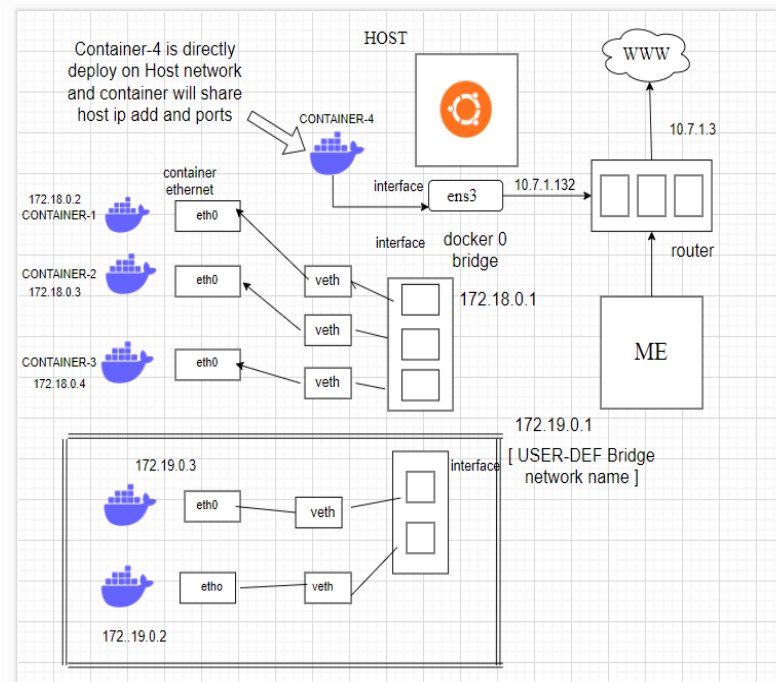 Container-4 is directly
deploy on Host network
and container will share
host ip add and ports
HOST
WWW
10.7.1.3
CONTAINER-4
container
ethernet
interface
ens3
10.7.1.132
router
172.18.0.2
CONTAINER-1
eth0
interface
docker 0
bridge
172.18.0.1
CONTAINER-2
172.18.0.3
eth0
veth
veth
ME
CONTAINER-3
172.18.0.4
eth0
veth
172.19.0.1
[ USER-DEF Bridge
network name ]
172.19.0.3
interface
eth0
veth
etho
veth
172..19.0.2